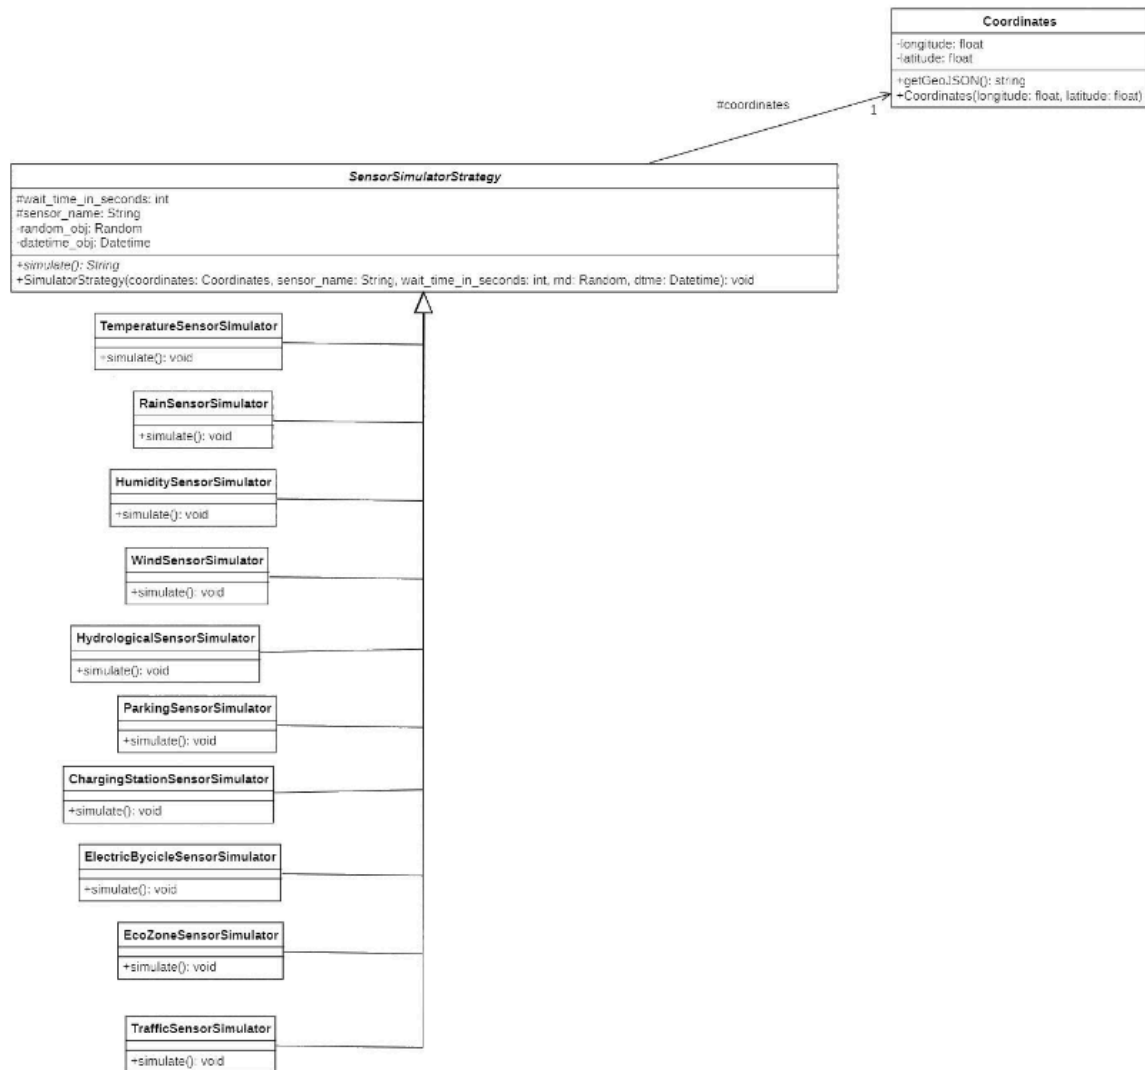 Coordinates
-longitude: float
-latitude: float
+getGeoJSON(): string
+Coordinates(longitude: float, latitude: float)
#coordinates
1
SensorSimulatorStrategy
#wait_time_in_seconds: int
#sensor_name: String
-random_obj: Random
-datetime_obj: Datetime
+simulate(): String
+SimulatorStrategy(coordinates: Coordinates, sensor_name: String, wait_time_in_seconds: int, rnd: Random, dtme: Datetime): void
TemperatureSensorSimulator
+simulate(): void
RainSensorSimulator
+simulate(): void
HumiditySensorSimulator
+simulate(): void
WindSensorSimulator
+simulate(): void
HydrologicalSensorSimulator
+simulate(): void
ParkingSensorSimulator
+simulate(): void
ChargingStationSensorSimulator
+simulate(): void
ElectricBycicleSensorSimulator
+simulate(): void
EcoZoneSensorSimulator
+simulate(): void
TrafficSensorSimulator
+simulate(): void